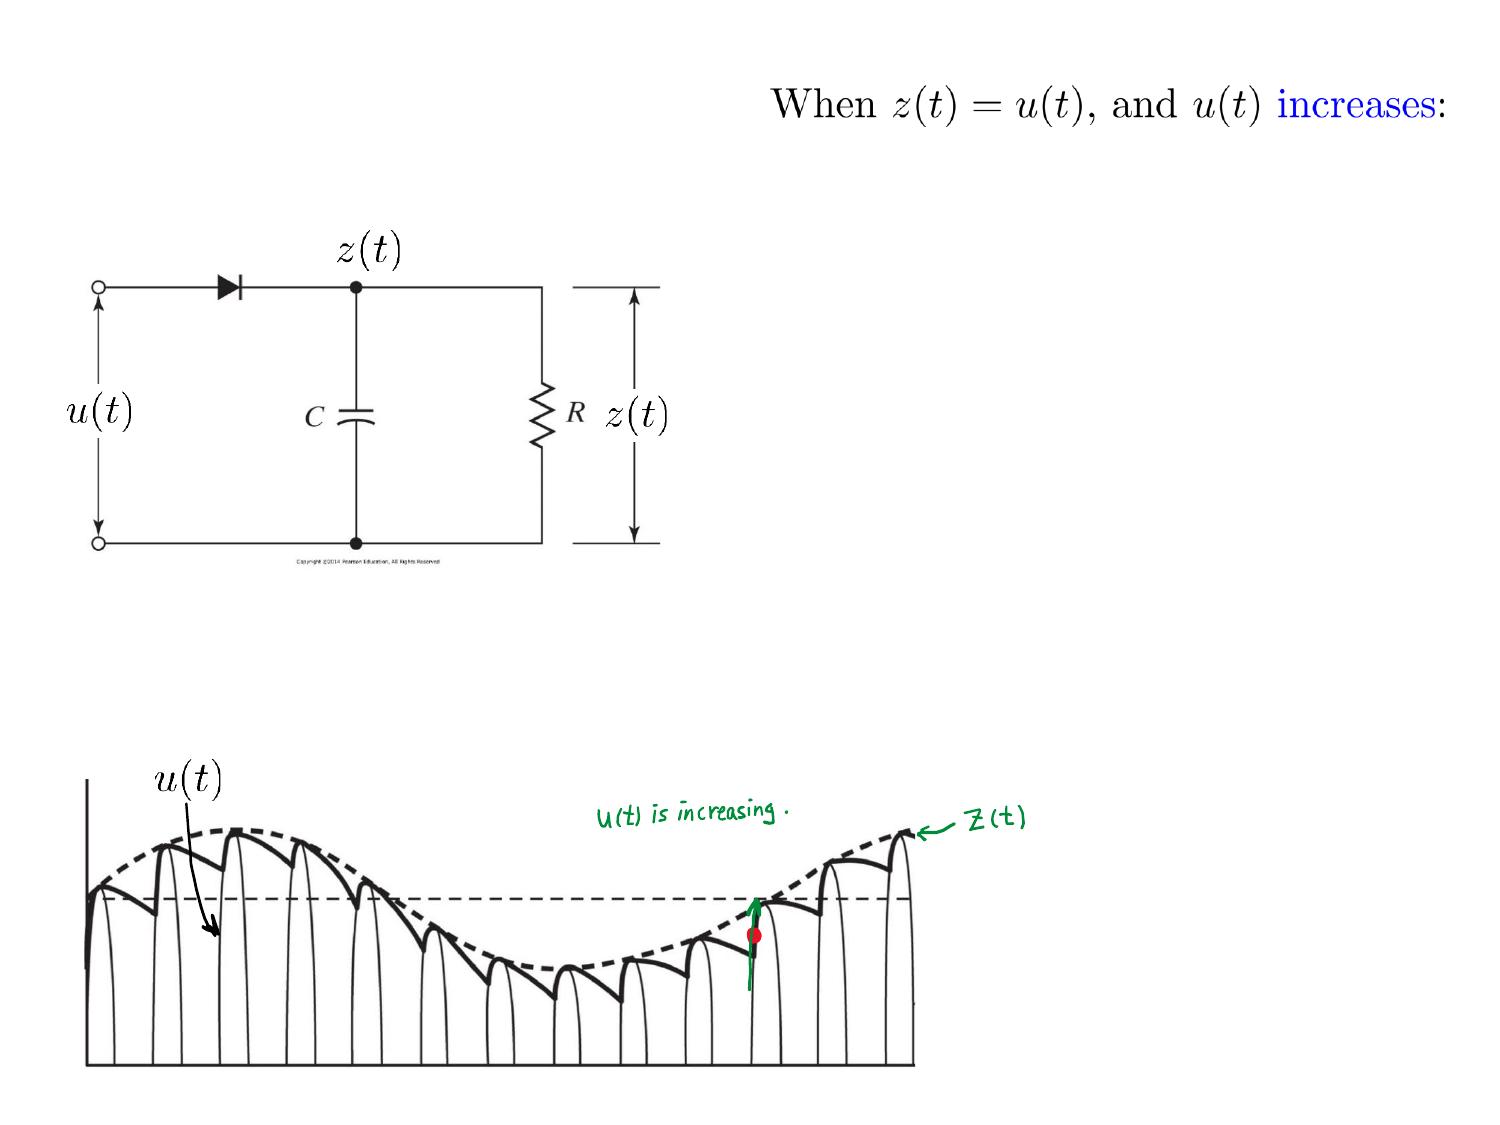 When z(t) = u(t), and u(t) increases:
z(t)
u(t)
C
R
z(t)
Copyright ©2014 Pearson Education, All Rights Reserved
u(t)
u(t) is increasing.
z(t)